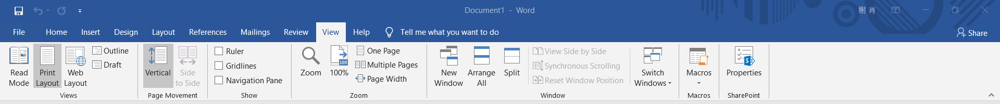 Document1 - Word
榭 肖
File Home Insert Design Layout References Mailings Review View Help Tell me what you want to do Share
Read Mode
Print Layout
Web Layout
Outline
Draft
Views
Vertical
Side to Side
Page Movement
Ruler
Gridlines
Navigation Pane
Show
Zoom
100
100%
One Page
Multiple Pages
Page Width
Zoom
New Window
Arrange All
Split
View Side by Side
Synchronous Scrolling
Reset Window Position
Switch Windows
Window
Macros
Macros
S
Properties
SharePoint